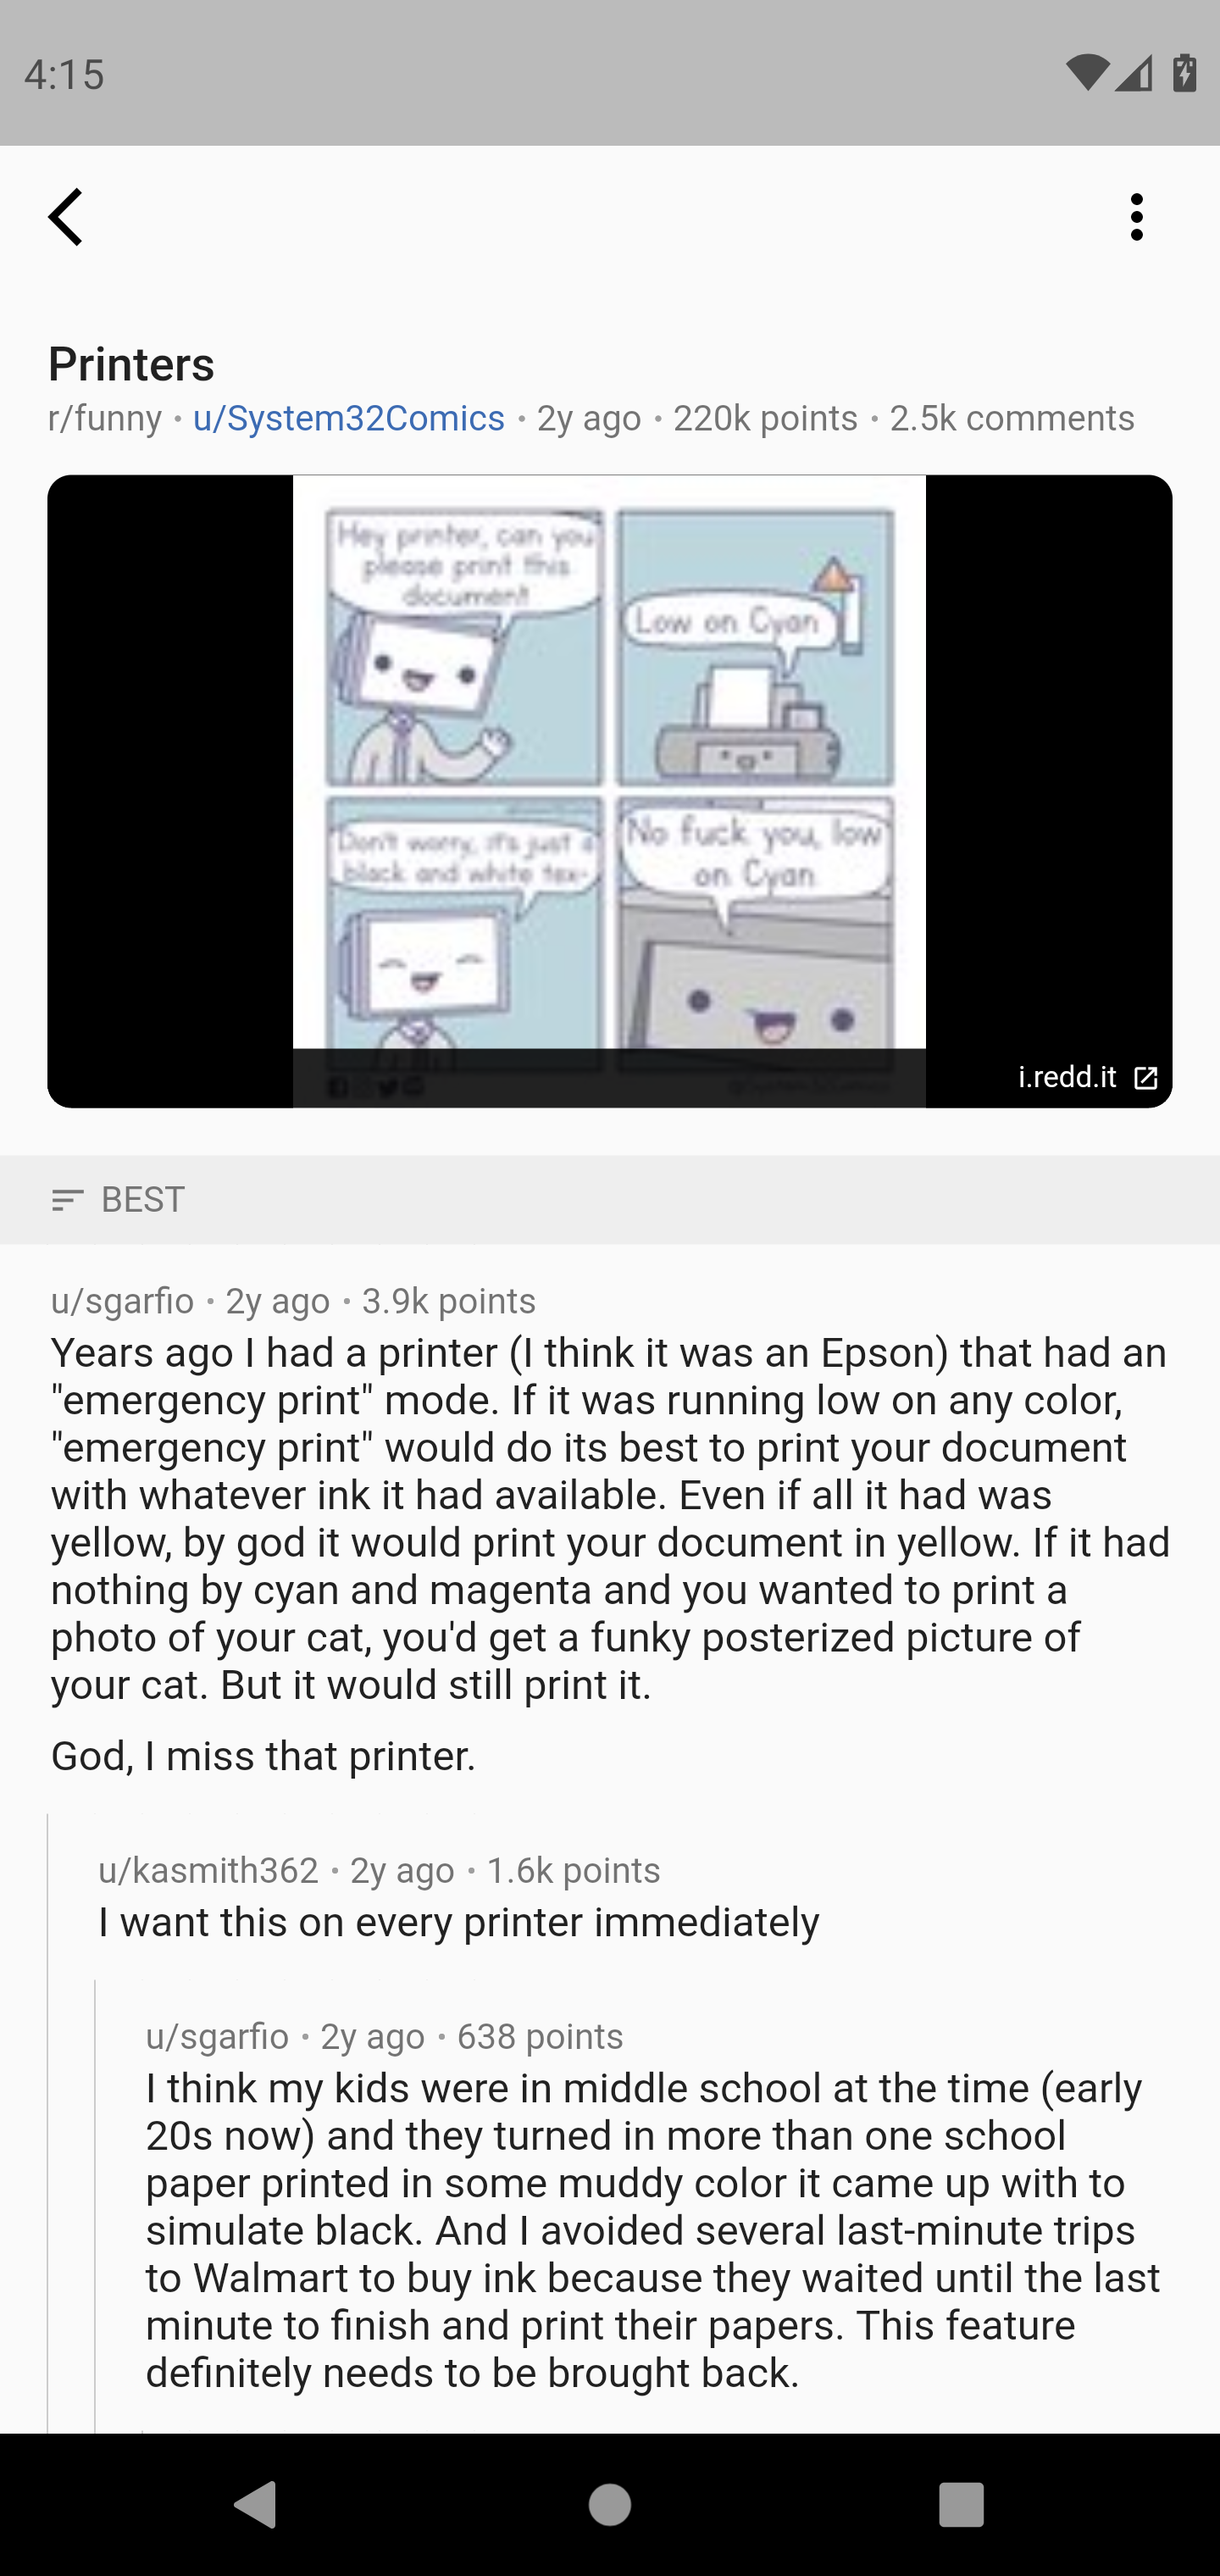 4:15
Printers
r/funny • u/System32Comics • 2y ago • 220k points • 2.5k comments
Hey printer, can you
please print this
document
Low on Cyan
Don't worry, it's just a
black and white tex-
No fuck you, low
on Cyan
i.redd.it
BEST
u/sgarfio • 2y ago • 3.9k points
Years ago I had a printer (I think it was an Epson) that had an
"emergency print" mode. If it was running low on any color,
"emergency print" would do its best to print your document
with whatever ink it had available. Even if all it had was
yellow, by god it would print your document in yellow. If it had
nothing by cyan and magenta and you wanted to print a
photo of your cat, you'd get a funky posterized picture of
your cat. But it would still print it.
God, I miss that printer.
u/kasmith362 • 2y ago • 1.6k points
I want this on every printer immediately
u/sgarfio • 2y ago • 638 points
I think my kids were in middle school at the time (early
20s now) and they turned in more than one school
paper printed in some muddy color it came up with to
simulate black. And I avoided several last-minute trips
to Walmart to buy ink because they waited until the last
minute to finish and print their papers. This feature
definitely needs to be brought back.